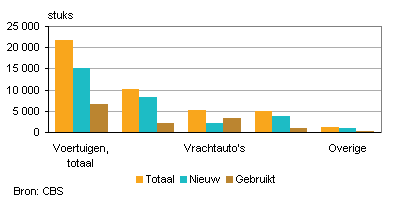 stuks
25 000
20 000
15 000
10 000
5 000
0
Voertuigen, totaal
Vrachtauto's
Overige
Totaal Nieuw Gebruikt
Bron: CBS